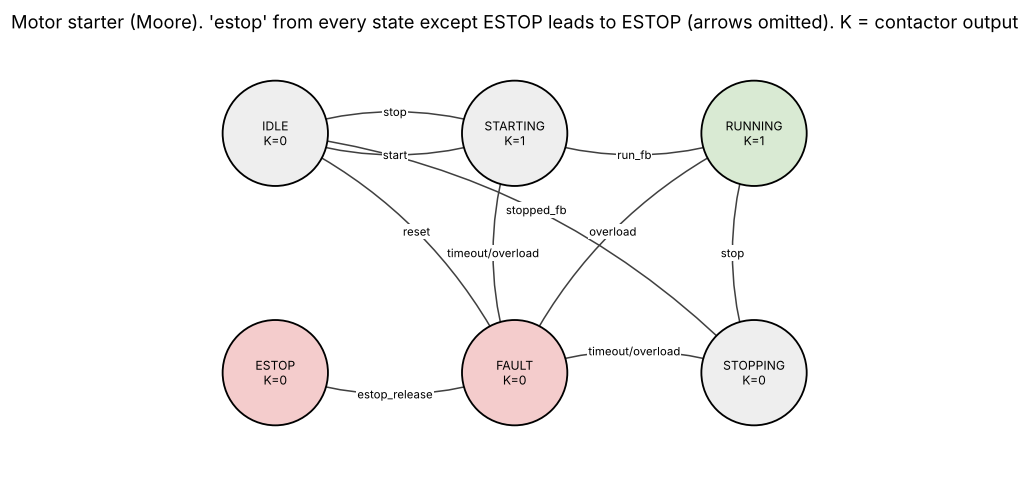 Motor starter (Moore). 'estop' from every state except ESTOP leads to ESTOP (arrows omitted). K = contactor output
stop
IDLE
K=0
STARTING
K=1
RUNNING
K=1
start
run_fb
stopped_fb
reset
overload
timeout/overload
stop
timeout/overload
ESTOP
K=0
FAULT
K=0
STOPPING
K=0
estop_release